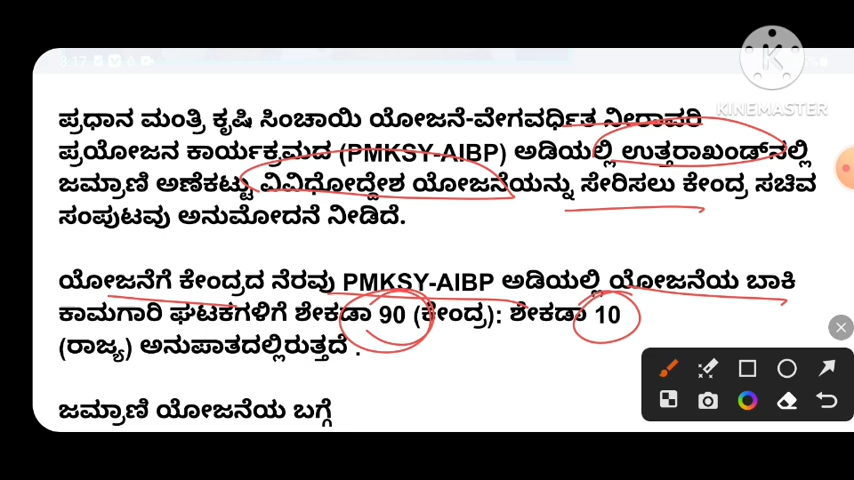 8:17
K
KINEMASTER
ಪ್ರಧಾನ ಮಂತ್ರಿ ಕೃಷಿ ಸಿಂಚಾಯಿ ಯೋಜನೆ-ವೇಗವರ್ಧಿತ ನೀರಾವರಿ
ಪ್ರಯೋಜನ ಕಾರ್ಯಕ್ರಮದ (PMKSY-AIBP) ಅಡಿಯಲ್ಲಿ ಉತ್ತರಾಖಂಡ್‌ನಲ್ಲಿ
ಜಮ್ರಾಣಿ ಅಣೆಕಟ್ಟು ವಿವಿಧೋದ್ದೇಶ ಯೋಜನೆಯನ್ನು ಸೇರಿಸಲು ಕೇಂದ್ರ ಸಚಿವ
ಸಂಪುಟವು ಅನುಮೋದನೆ ನೀಡಿದೆ.
ಯೋಜನೆಗೆ ಕೇಂದ್ರದ ನೆರವು PMKSY-AIBP ಅಡಿಯಲ್ಲಿ ಯೋಜನೆಯ ಬಾಕಿ
ಕಾಮಗಾರಿ ಘಟಕಗಳಿಗೆ ಶೇಕಡಾ 90 (ಕೇಂದ್ರ): ಶೇಕಡಾ 10
(ರಾಜ್ಯ) ಅನುಪಾತದಲ್ಲಿರುತ್ತದೆ .
ಜಮ್ರಾಣಿ ಯೋಜನೆಯ ಬಗ್ಗೆ